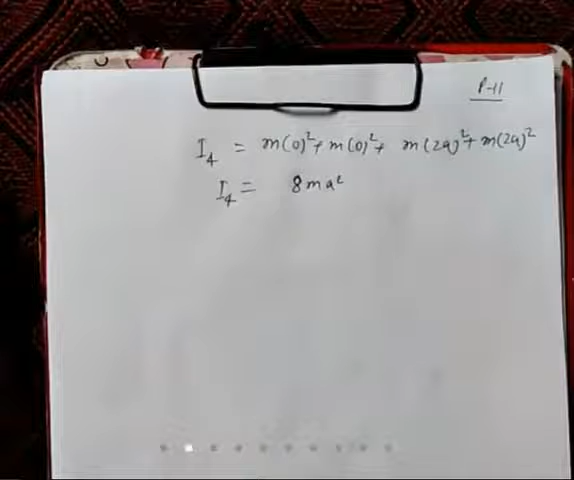 P-11
I₄ = m(0)² + m(0)² + m(2a)² + m(2a)²
I₄ = 8ma²